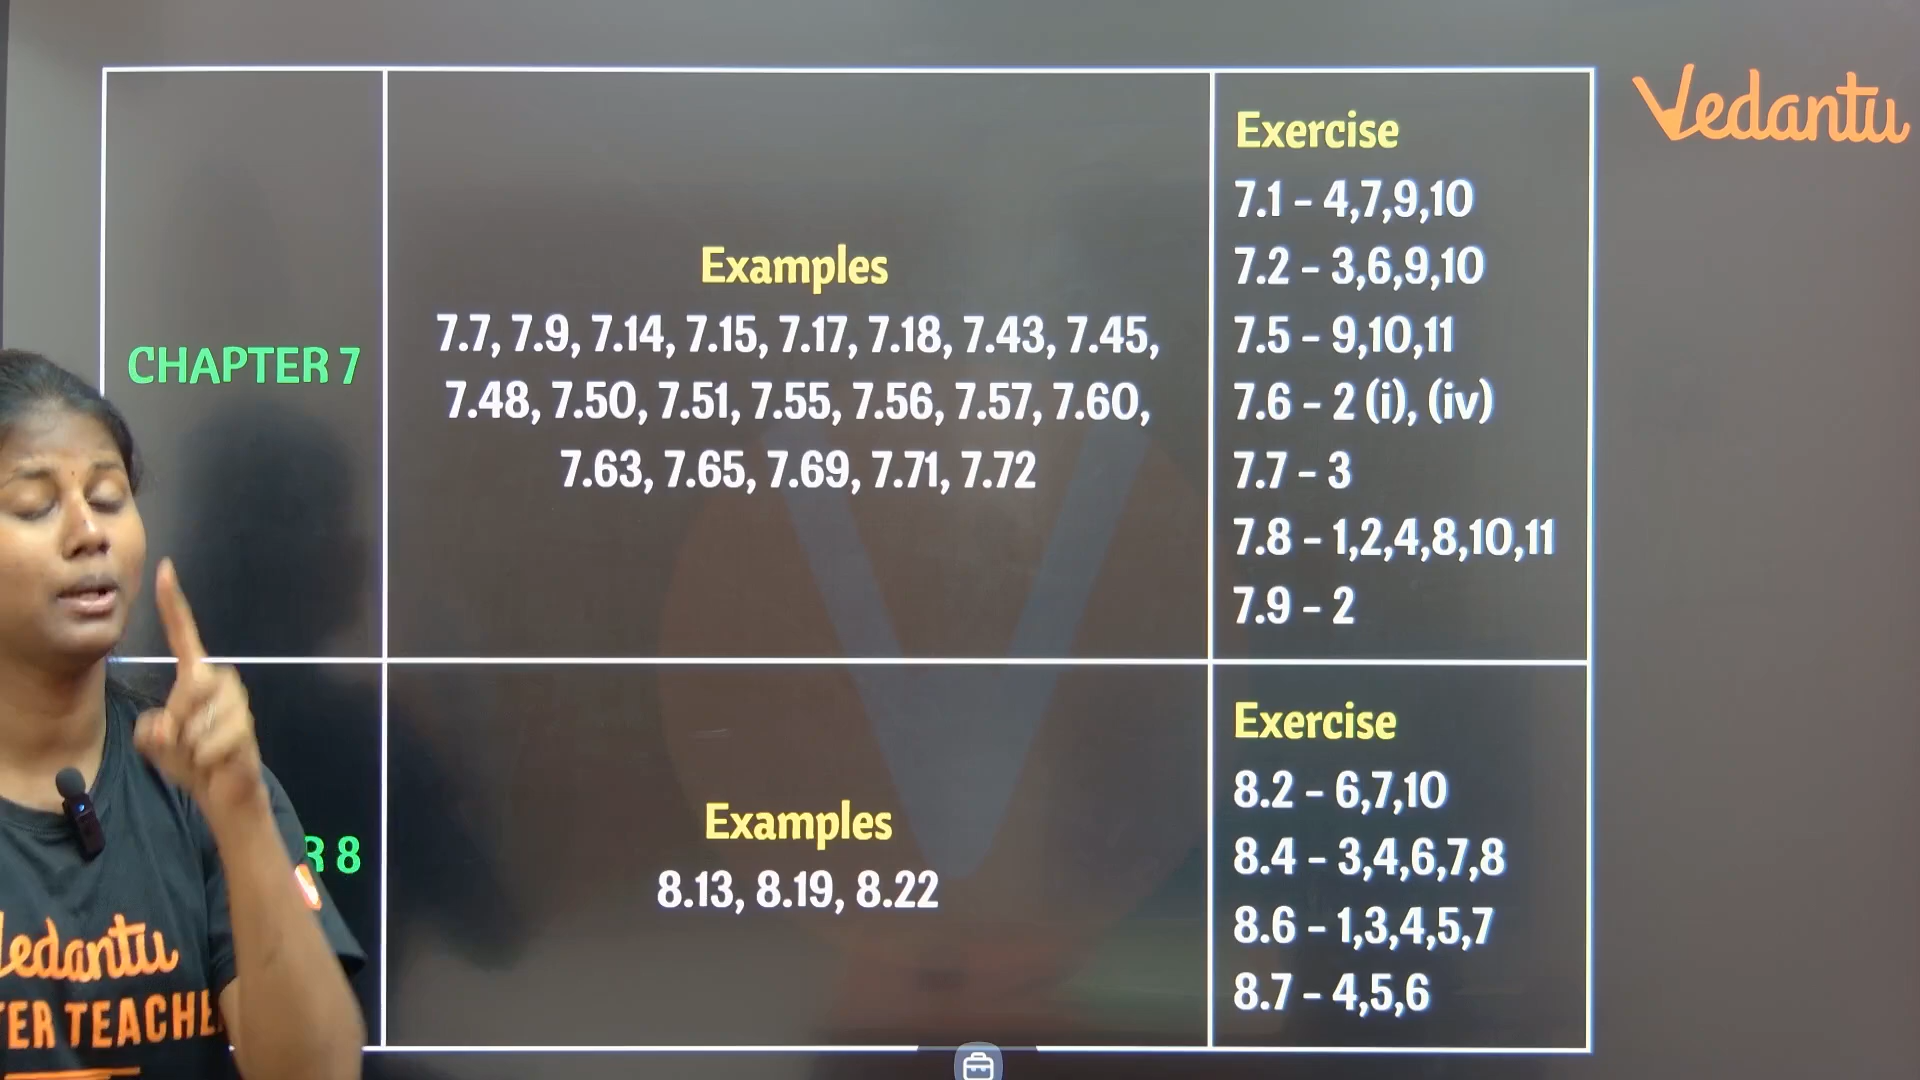 Vedantu
CHAPTER 7
Examples
7.7, 7.9, 7.14, 7.15, 7.17, 7.18, 7.43, 7.45,
7.48, 7.50, 7.51, 7.55, 7.56, 7.57, 7.60,
7.63, 7.65, 7.69, 7.71, 7.72
Exercise
7.1 – 4,7,9,10
7.2 – 3,6,9,10
7.5 – 9,10,11
7.6 – 2 (i), (iv)
7.7 – 3
7.8 – 1,2,4,8,10,11
7.9 – 2
R 8
Examples
8.13, 8.19, 8.22
Exercise
8.2 – 6,7,10
8.4 – 3,4,6,7,8
8.6 – 1,3,4,5,7
8.7 – 4,5,6
Vedantu
TER TEACHE